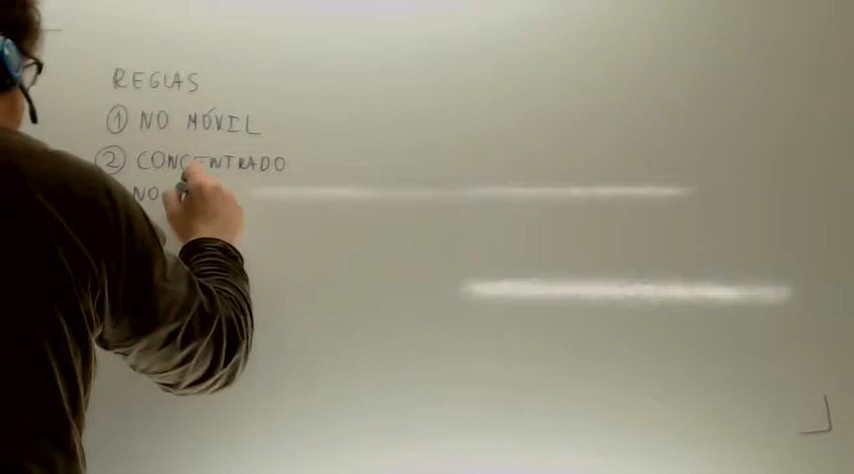 REGLAS
① NO MÓVIL
② CONCENTRADO
NO